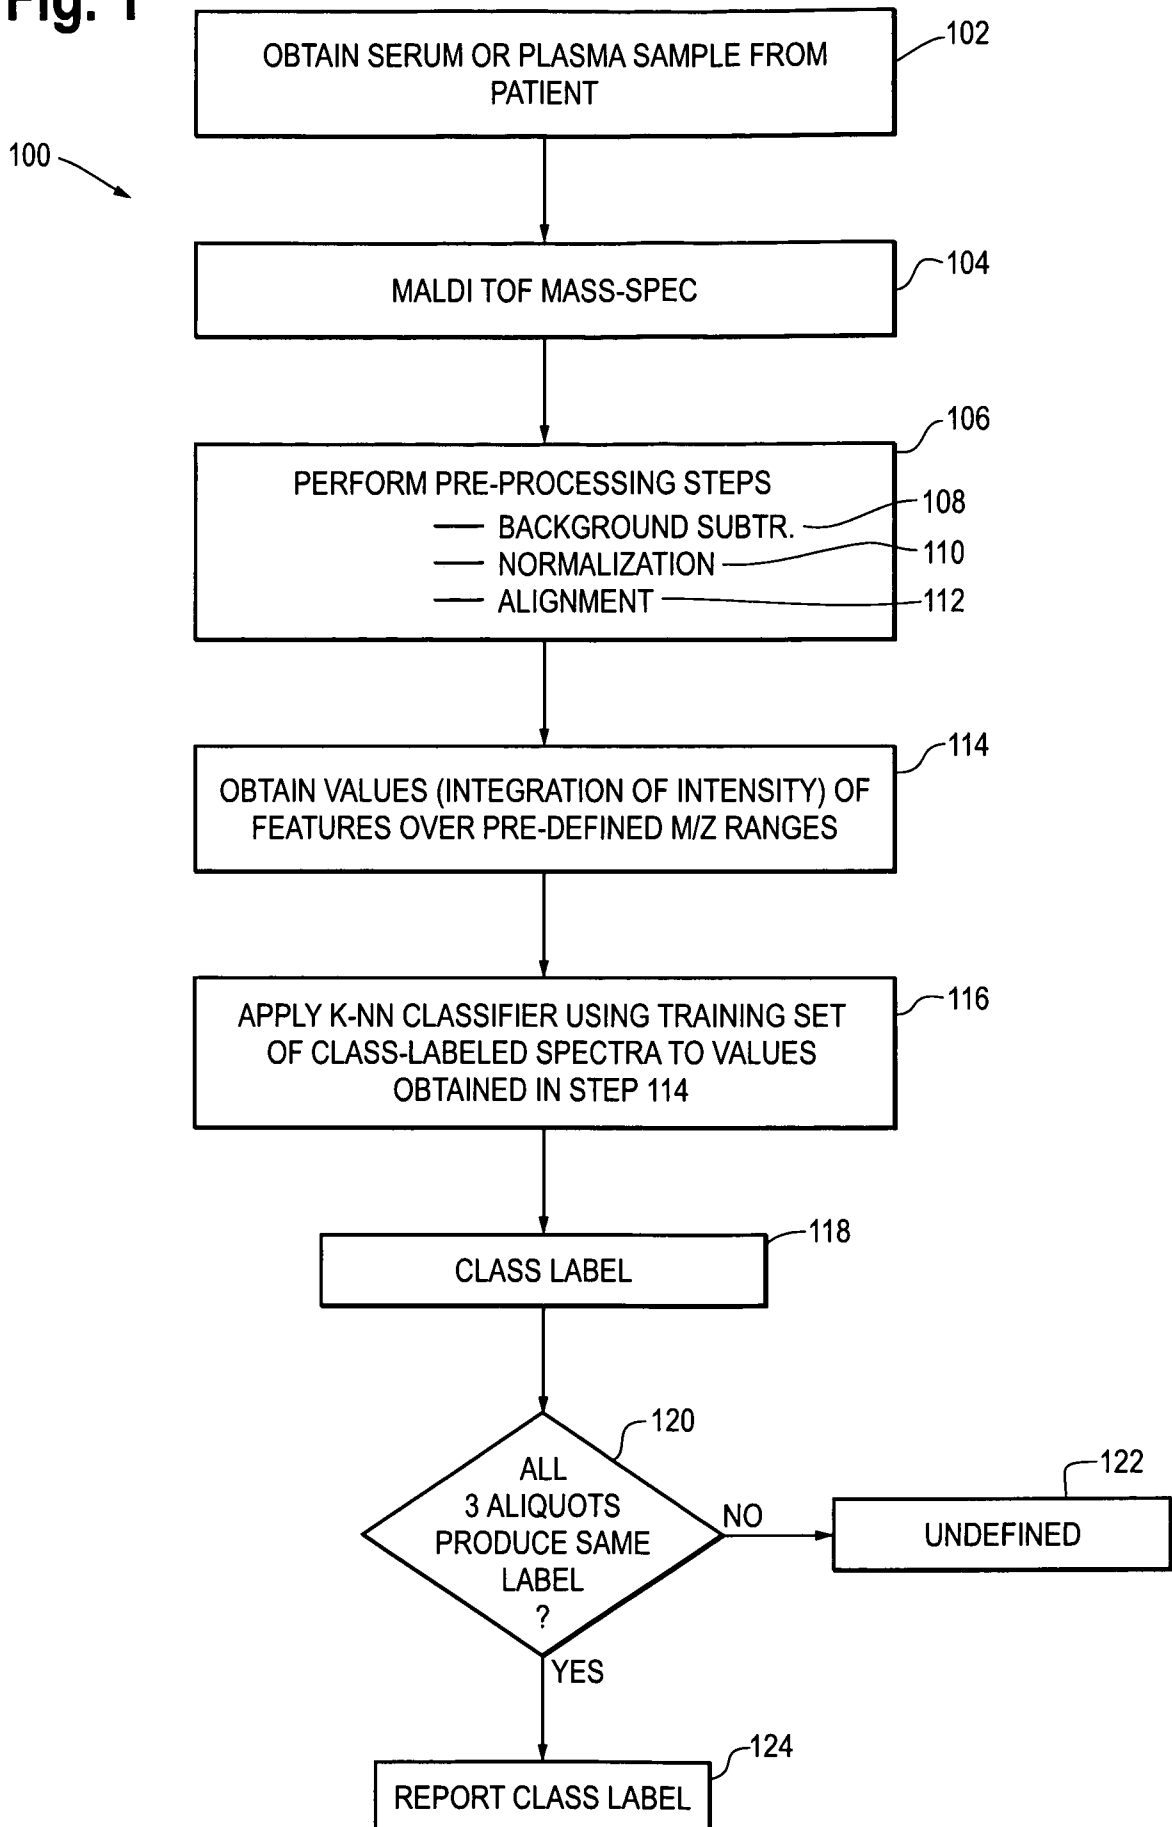 Fig. 1
OBTAIN SERUM OR PLASMA SAMPLE FROM
PATIENT
102
100
MALDI TOF MASS-SPEC
104
106
PERFORM PRE-PROCESSING STEPS
— BACKGROUND SUBTR.
108
— NORMALIZATION
110
— ALIGNMENT
112
114
OBTAIN VALUES (INTEGRATION OF INTENSITY) OF
FEATURES OVER PRE-DEFINED M/Z RANGES
116
APPLY K-NN CLASSIFIER USING TRAINING SET
OF CLASS-LABELED SPECTRA TO VALUES
OBTAINED IN STEP 114
118
CLASS LABEL
120
ALL
3 ALIQUOTS
PRODUCE SAME
LABEL
?
NO
122
UNDEFINED
YES
124
REPORT CLASS LABEL